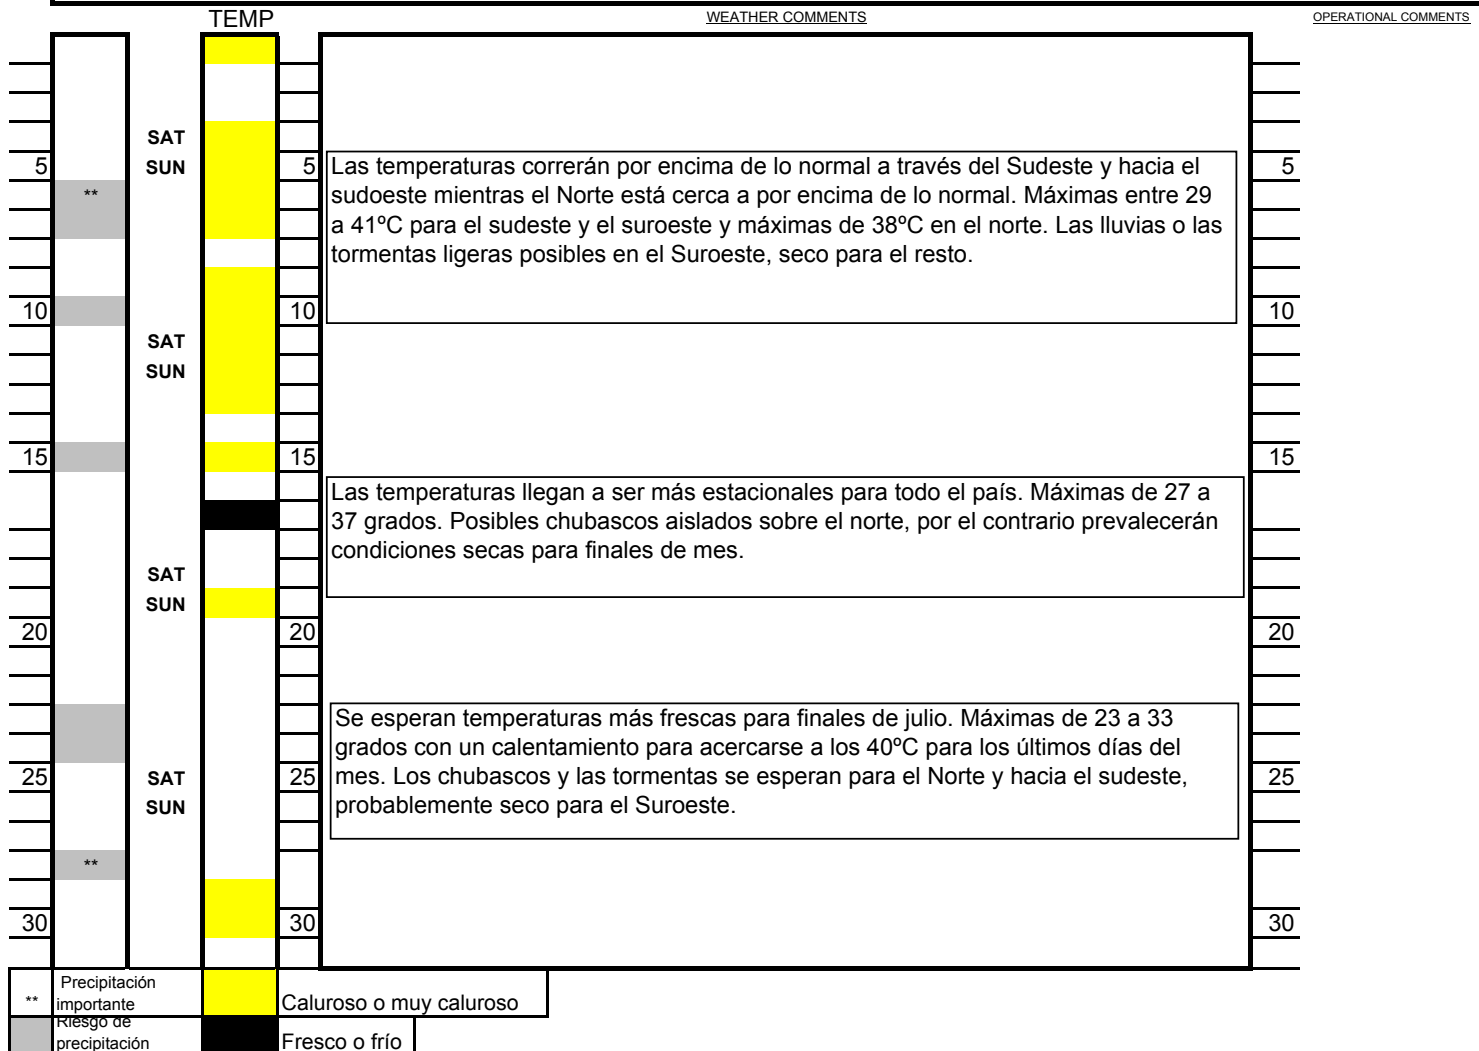 TEMP
WEATHER COMMENTS
OPERATIONAL COMMENTS
SAT
5 SUN 5 5
**
Las temperaturas correrán por encima de lo normal a través del Sudeste y hacia el
sudoeste mientras el Norte está cerca a por encima de lo normal. Máximas entre 29
a 41ºC para el sudeste y el suroeste y máximas de 38ºC en el norte. Las lluvias o las
tormentas ligeras posibles en el Suroeste, seco para el resto.
10 10 10
SAT
SUN
15 15 15
Las temperaturas llegan a ser más estacionales para todo el país. Máximas de 27 a
37 grados. Posibles chubascos aislados sobre el norte, por el contrario prevalecerán
condiciones secas para finales de mes.
SAT
SUN
20 20 20
Se esperan temperaturas más frescas para finales de julio. Máximas de 23 a 33
grados con un calentamiento para acercarse a los 40ºC para los últimos días del
mes. Los chubascos y las tormentas se esperan para el Norte y hacia el sudeste,
probablemente seco para el Suroeste.
25 SAT 25 25
SUN
**
30 30 30
** Precipitación
importante
Caluroso o muy caluroso
Riesgo de
precipitación
Fresco o frío